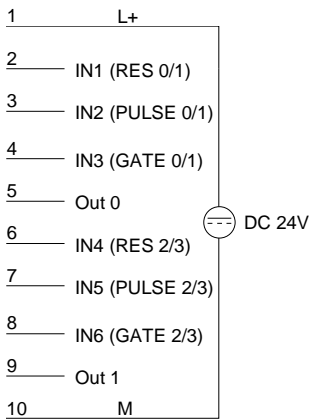 1 L+
2 IN1 (RES 0/1)
3 IN2 (PULSE 0/1)
4 IN3 (GATE 0/1)
5 Out 0
DC 24V
6 IN4 (RES 2/3)
7 IN5 (PULSE 2/3)
8 IN6 (GATE 2/3)
9 Out 1
10 M